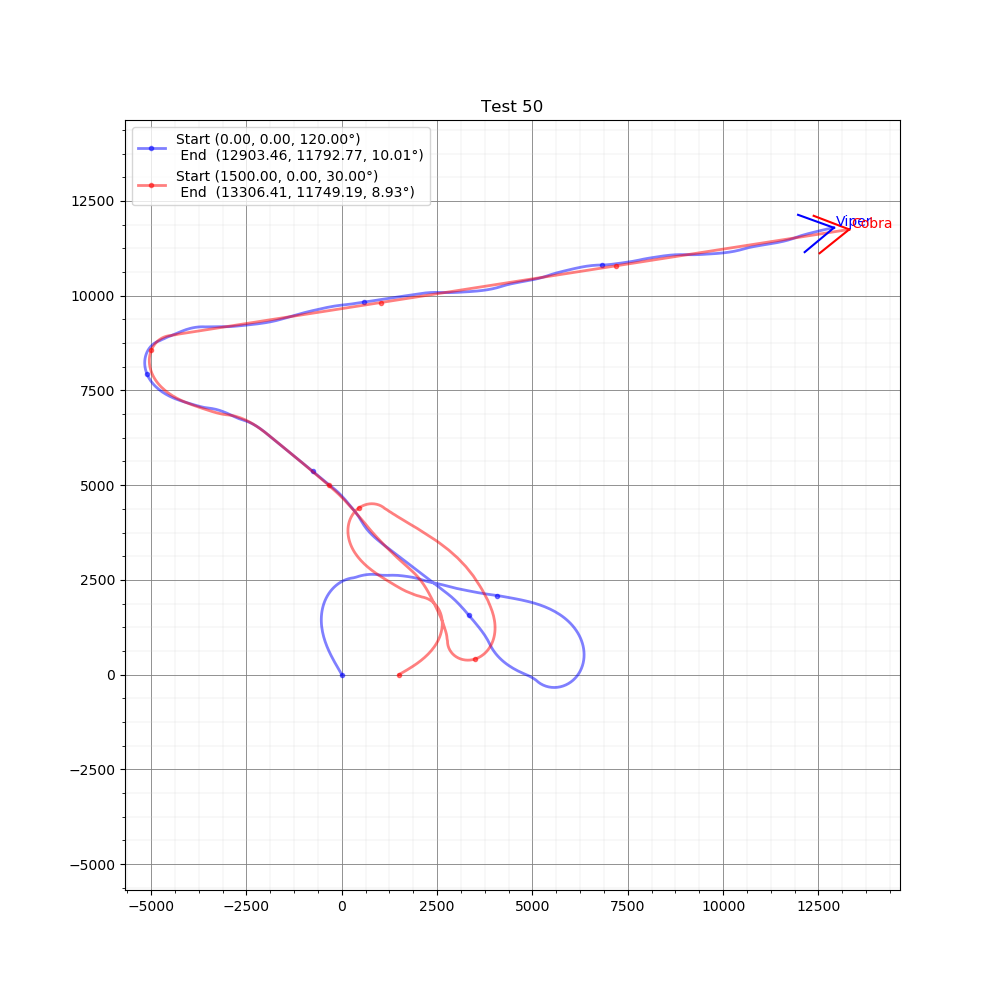 Test 50
Start (0.00, 0.00, 120.00°)
End  (12903.46, 11792.77, 10.01°)
Start (1500.00, 0.00, 30.00°)
End  (13306.41, 11749.19, 8.93°)
Viper
Cobra
12500
10000
7500
5000
2500
0
−2500
−5000
−5000 −2500 0 2500 5000 7500 10000 12500